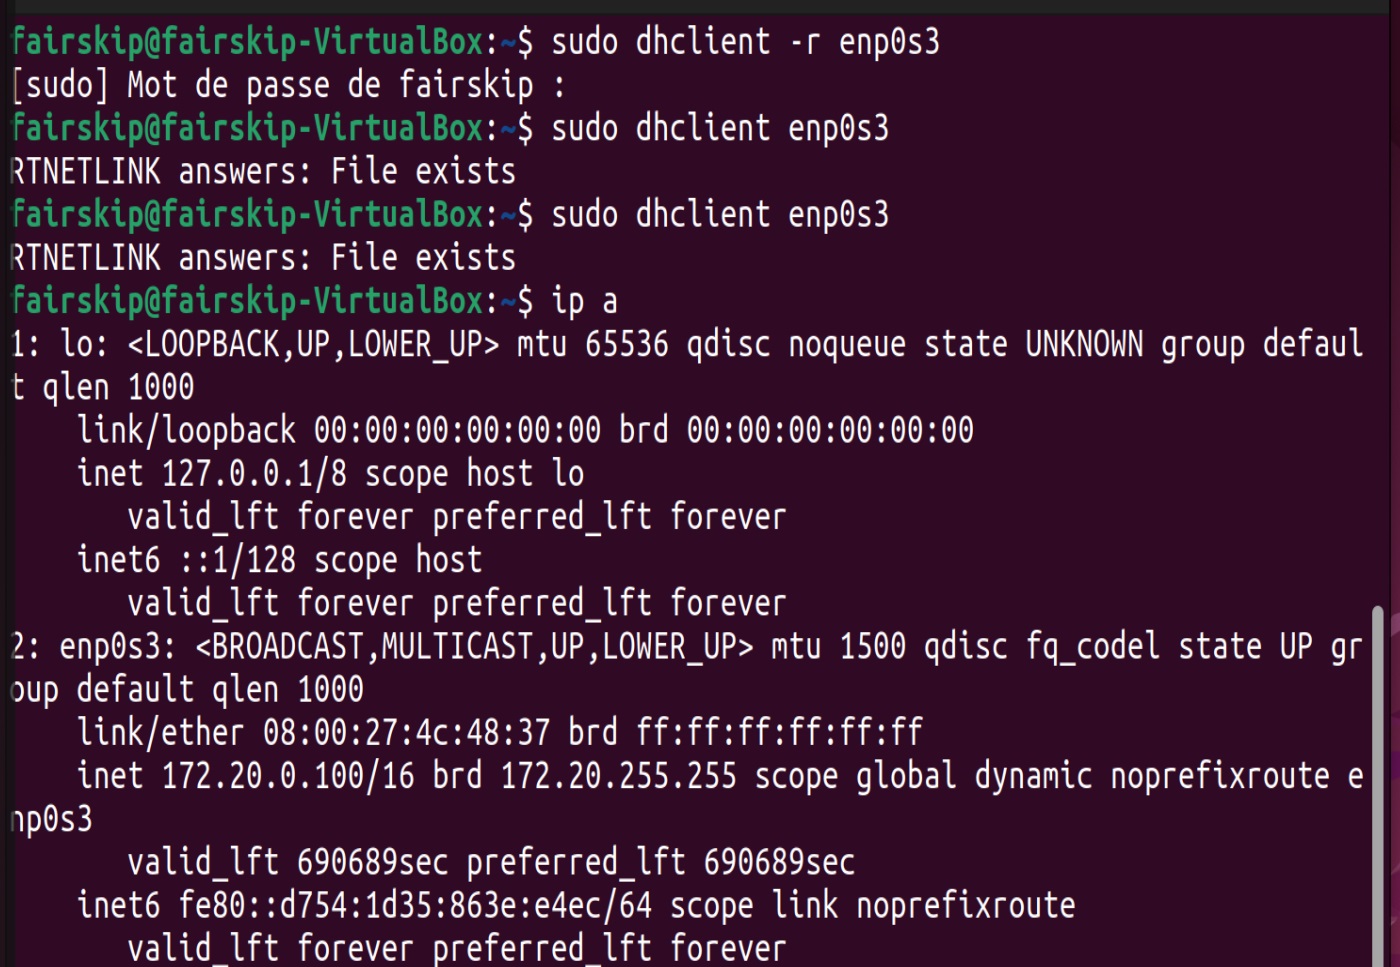 fairskip@fairskip-VirtualBox:~$ sudo dhclient -r enp0s3
[sudo] Mot de passe de fairskip :
fairskip@fairskip-VirtualBox:~$ sudo dhclient enp0s3
RTNETLINK answers: File exists
fairskip@fairskip-VirtualBox:~$ sudo dhclient enp0s3
RTNETLINK answers: File exists
fairskip@fairskip-VirtualBox:~$ ip a
1: lo: <LOOPBACK,UP,LOWER_UP> mtu 65536 qdisc noqueue state UNKNOWN group defaul
t qlen 1000
    link/loopback 00:00:00:00:00:00 brd 00:00:00:00:00:00
    inet 127.0.0.1/8 scope host lo
       valid_lft forever preferred_lft forever
    inet6 ::1/128 scope host
       valid_lft forever preferred_lft forever
2: enp0s3: <BROADCAST,MULTICAST,UP,LOWER_UP> mtu 1500 qdisc fq_codel state UP gr
oup default qlen 1000
    link/ether 08:00:27:4c:48:37 brd ff:ff:ff:ff:ff:ff
    inet 172.20.0.100/16 brd 172.20.255.255 scope global dynamic noprefixroute e
np0s3
       valid_lft 690689sec preferred_lft 690689sec
    inet6 fe80::d754:1d35:863e:e4ec/64 scope link noprefixroute
       valid_lft forever preferred_lft forever